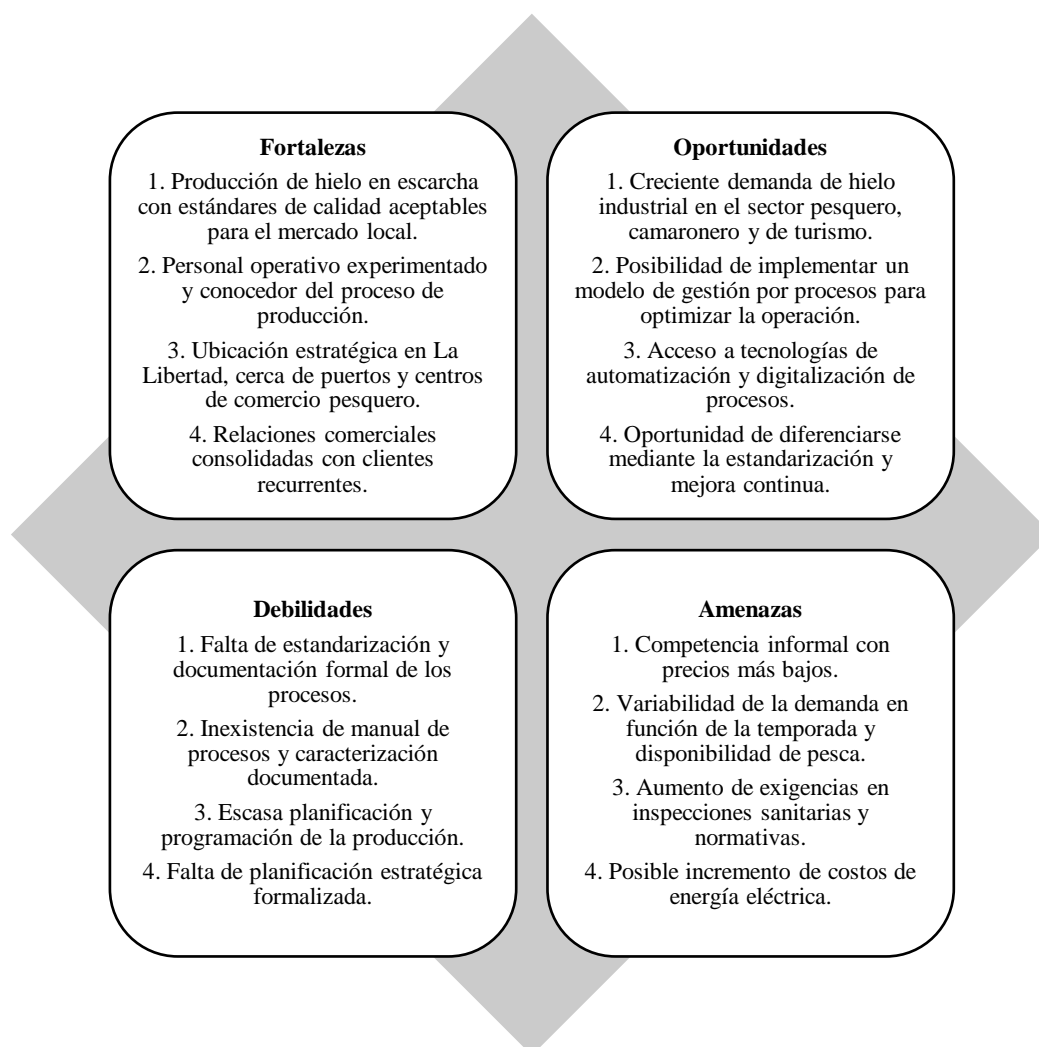 Fortalezas
1. Producción de hielo en escarcha
con estándares de calidad aceptables
para el mercado local.
2. Personal operativo experimentado
y conocedor del proceso de
producción.
3. Ubicación estratégica en La
Libertad, cerca de puertos y centros
de comercio pesquero.
4. Relaciones comerciales
consolidadas con clientes
recurrentes.
Oportunidades
1. Creciente demanda de hielo
industrial en el sector pesquero,
camaronero y de turismo.
2. Posibilidad de implementar un
modelo de gestión por procesos para
optimizar la operación.
3. Acceso a tecnologías de
automatización y digitalización de
procesos.
4. Oportunidad de diferenciarse
mediante la estandarización y
mejora continua.
Debilidades
1. Falta de estandarización y
documentación formal de los
procesos.
2. Inexistencia de manual de
procesos y caracterización
documentada.
3. Escasa planificación y
programación de la producción.
4. Falta de planificación estratégica
formalizada.
Amenazas
1. Competencia informal con
precios más bajos.
2. Variabilidad de la demanda en
función de la temporada y
disponibilidad de pesca.
3. Aumento de exigencias en
inspecciones sanitarias y
normativas.
4. Posible incremento de costos de
energía eléctrica.